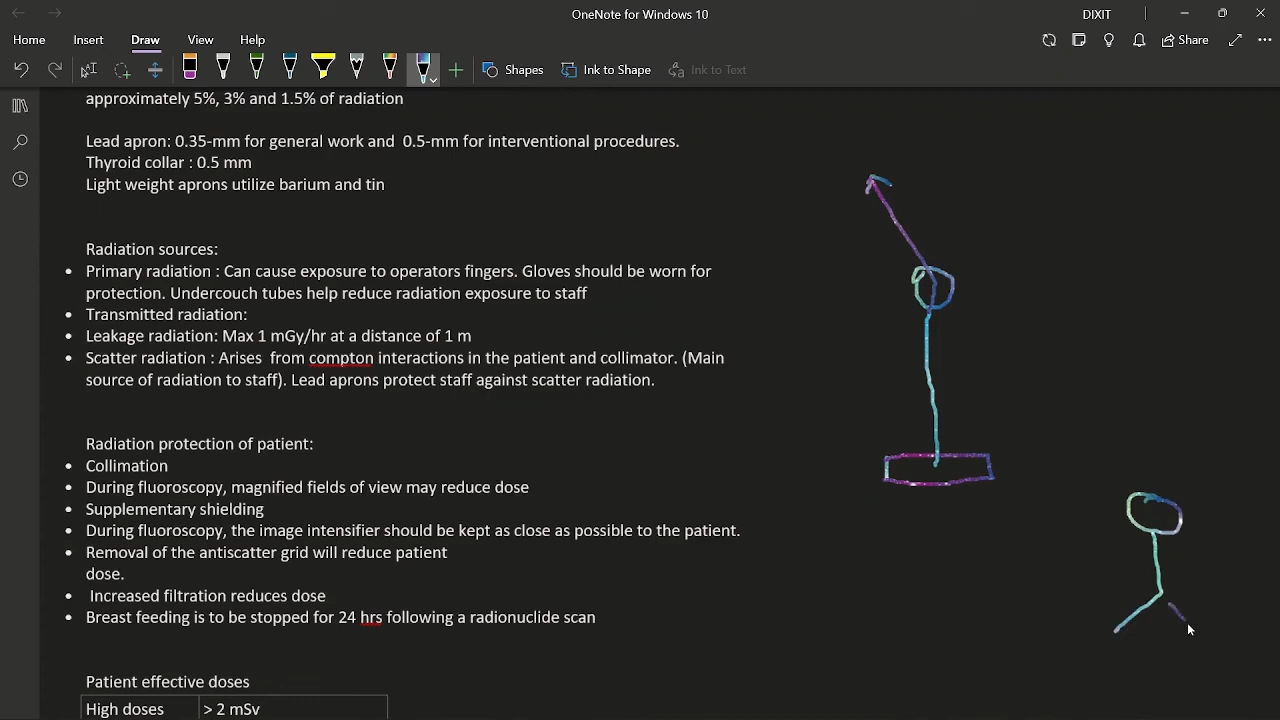 OneNote for Windows 10
DIXIT
Home Insert Draw View Help
Share
Shapes Ink to Shape Ink to Text
approximately 5%, 3% and 1.5% of radiation
Lead apron: 0.35-mm for general work and 0.5-mm for interventional procedures.
Thyroid collar : 0.5 mm
Light weight aprons utilize barium and tin
Radiation sources:
• Primary radiation : Can cause exposure to operators fingers. Gloves should be worn for
protection. Undercouch tubes help reduce radiation exposure to staff
• Transmitted radiation:
• Leakage radiation: Max 1 mGy/hr at a distance of 1 m
• Scatter radiation : Arises from compton interactions in the patient and collimator. (Main
source of radiation to staff). Lead aprons protect staff against scatter radiation.
Radiation protection of patient:
• Collimation
• During fluoroscopy, magnified fields of view may reduce dose
• Supplementary shielding
• During fluoroscopy, the image intensifier should be kept as close as possible to the patient.
• Removal of the antiscatter grid will reduce patient
dose.
• Increased filtration reduces dose
• Breast feeding is to be stopped for 24 hrs following a radionuclide scan
Patient effective doses
High doses > 2 mSv